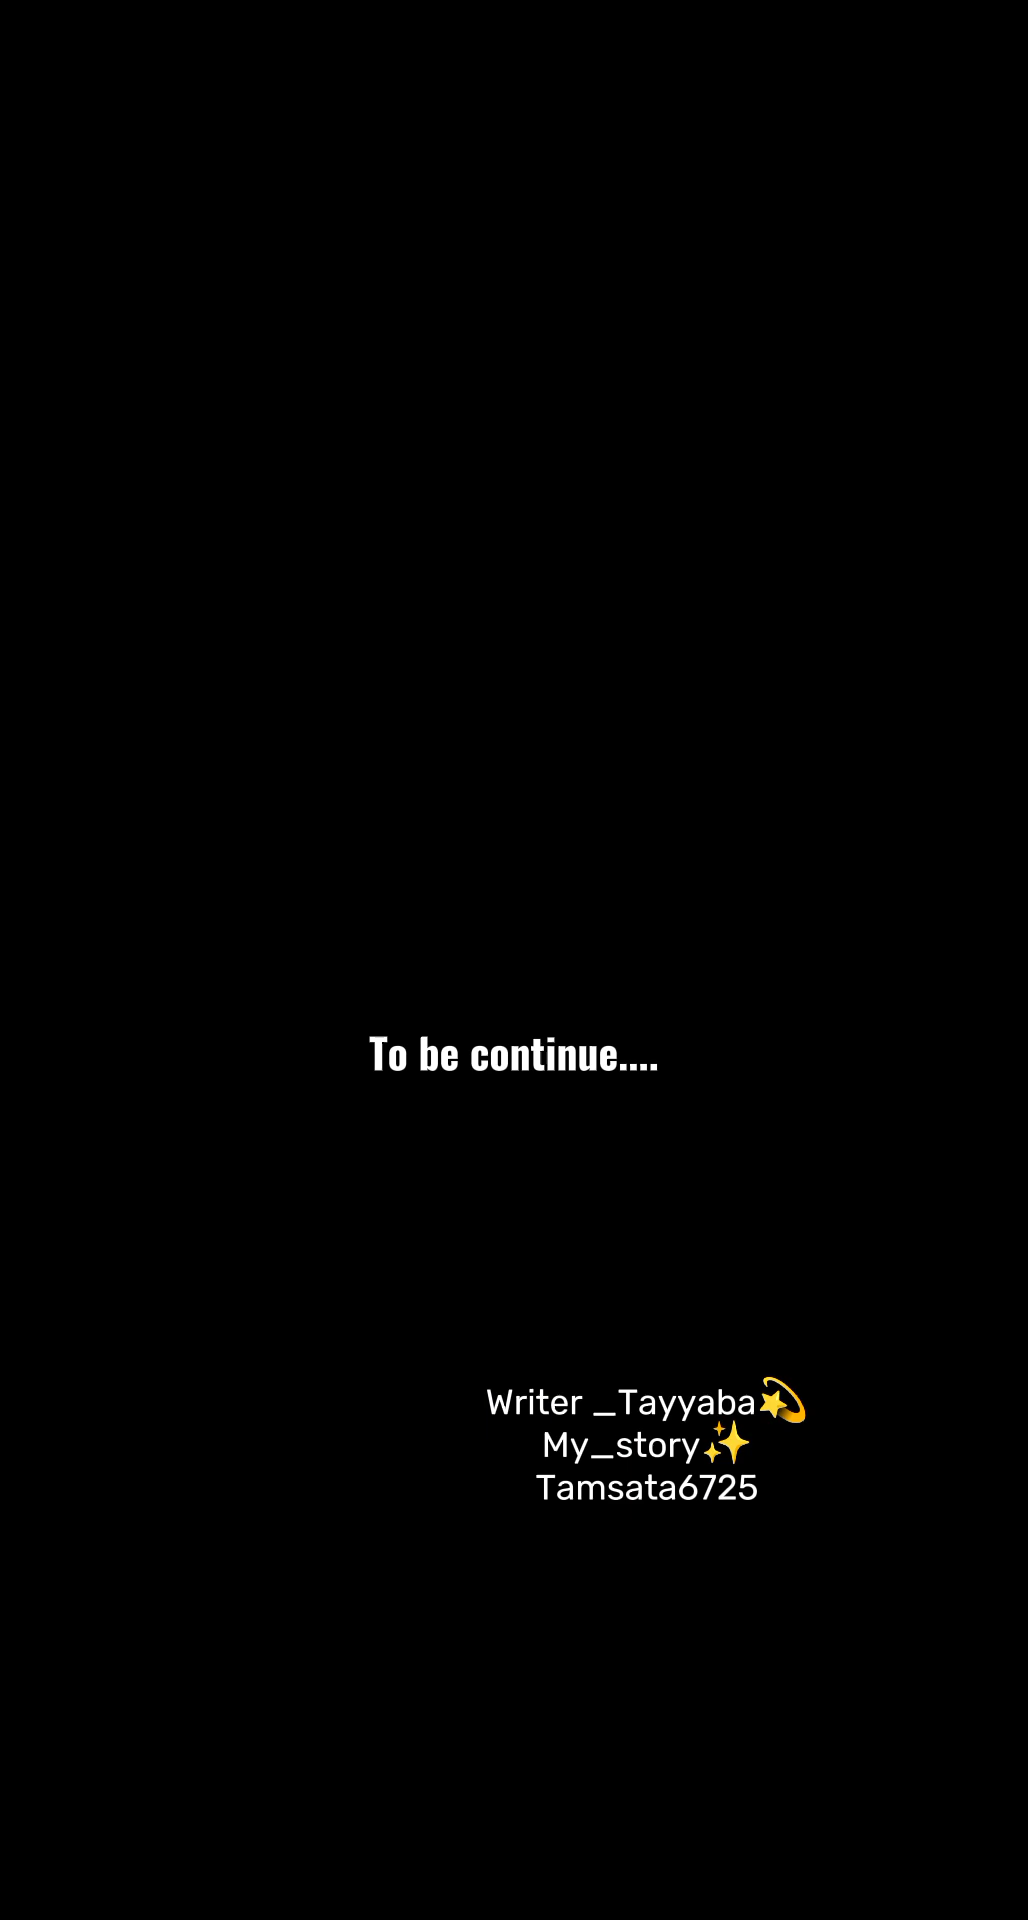 To be continue....
Writer _Tayyaba💫
My_story✨
Tamsata6725